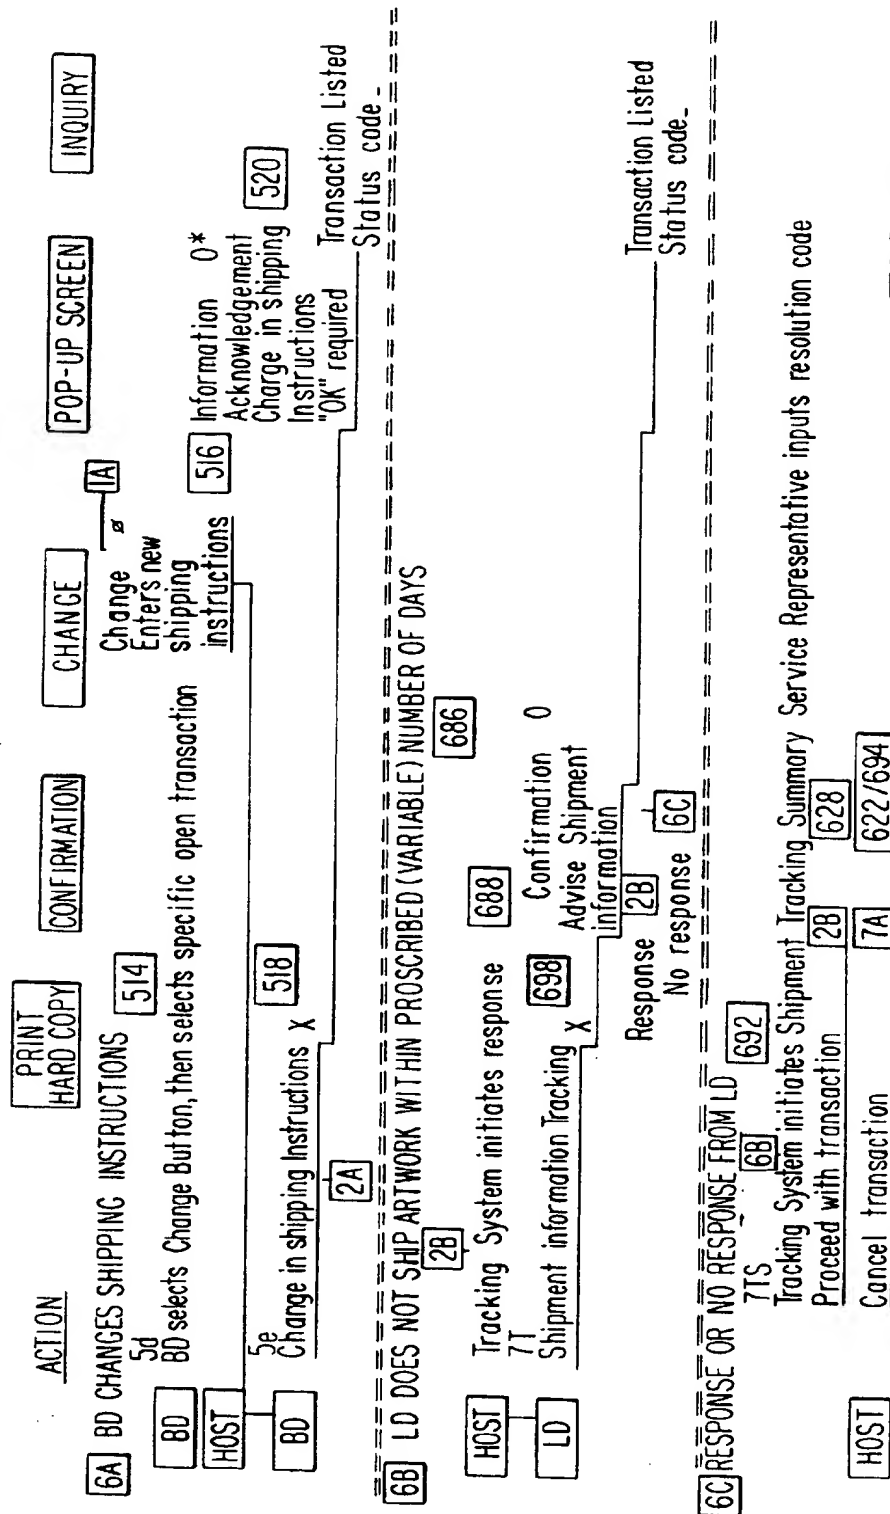 ACTION
PRINT
HARD COPY
CONFIRMATION
CHANGE
POP-UP SCREEN
INQUIRY
6A BD CHANGES SHIPPING INSTRUCTIONS
1A
ø
5d
514
Change
BD
BD selects Change Button, then selects specific open transaction
Enters new
shipping
instructions
HOST
516
Information O*
Acknowledgement
Charge in shipping
Instructions
"OK" required
520
5e
518
BD
Change in shipping Instructions X
Transaction Listed
Status code_
2A
6B LD DOES NOT SHIP ARTWORK WITHIN PROSCRIBED (VARIABLE) NUMBER OF DAYS
2B
686
HOST
Tracking System initiates response
688
7T
LD
Shipment information Tracking X
698
Confirmation O
Advise Shipment
information
Response 2B
No response
6C
Transaction Listed
Status code_
6C RESPONSE OR NO RESPONSE FROM LD
7TS
6B
692
Tracking System initiates Shipment Tracking Summary Service Representative inputs resolution code
Proceed with transaction
2B
628
HOST
Cancel transaction
7A
622/694